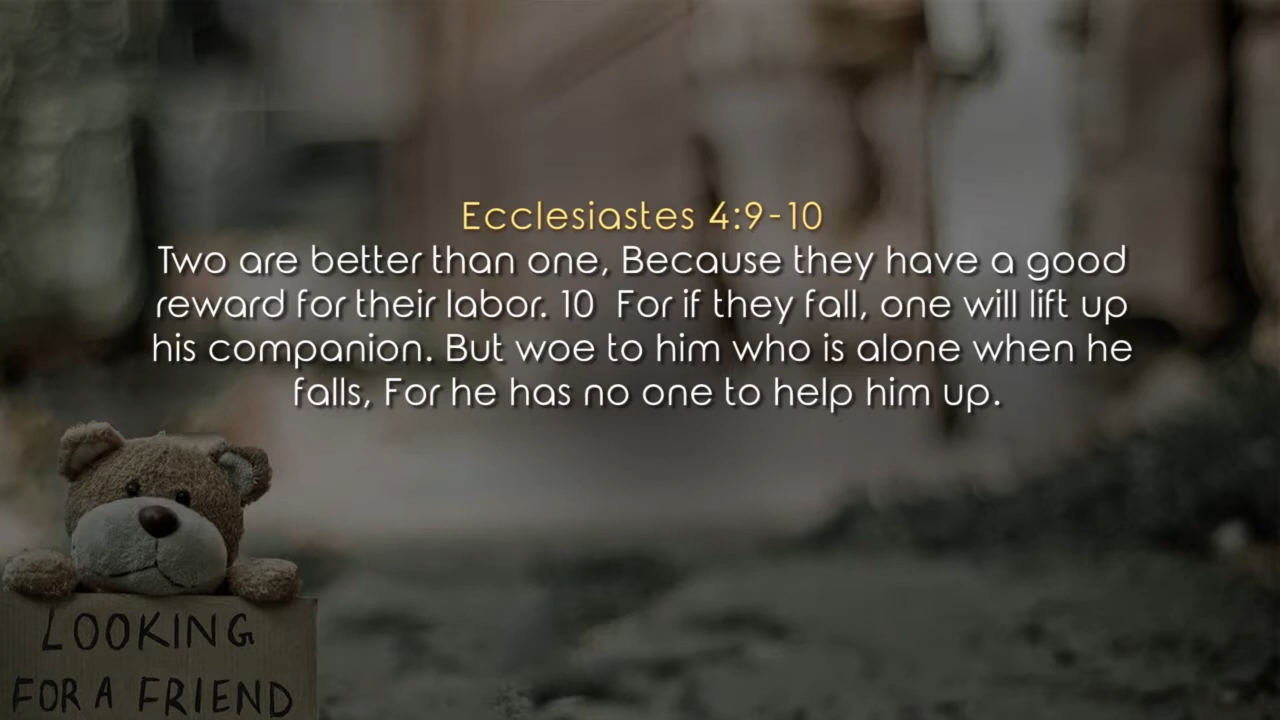 Ecclesiastes 4:9-10
Two are better than one, Because they have a good
reward for their labor. 10  For if they fall, one will lift up
his companion. But woe to him who is alone when he
falls, For he has no one to help him up.
LOOKING
FOR A FRIEND